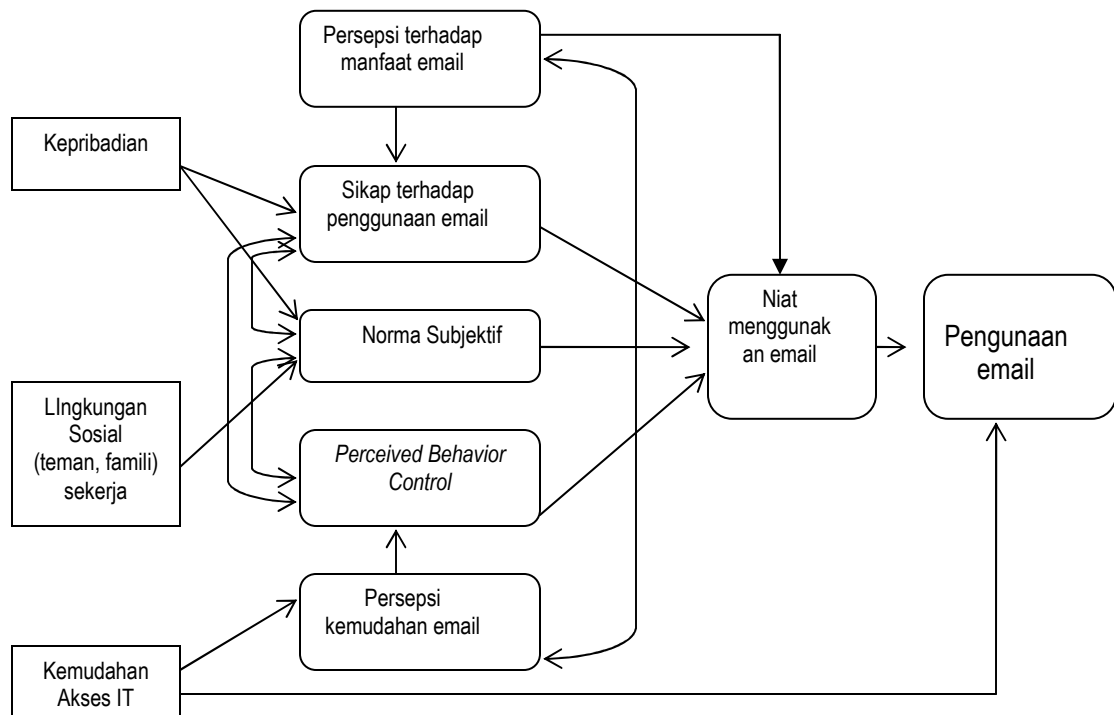 Persepsi terhadap
manfaat email
Kepribadian
Sikap terhadap
penggunaan email
Norma Subjektif
Niat
menggunak
an email
Pengunaan
email
LIngkungan
Sosial
(teman, famili)
sekerja
Perceived Behavior
Control
Persepsi
kemudahan email
Kemudahan
Akses IT